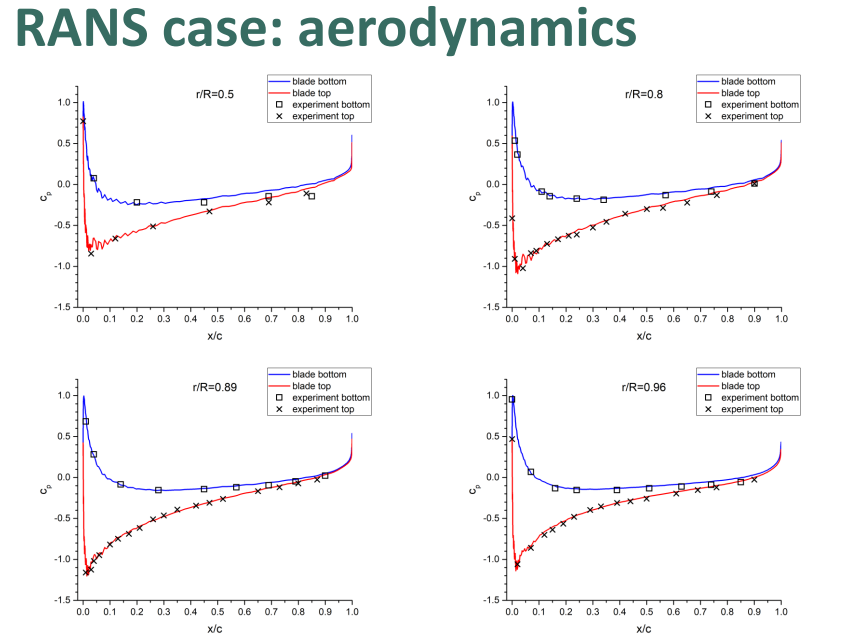 RANS case: aerodynamics
r/R=0.5
blade bottom
blade top
experiment bottom
experiment top
1.0
0.5
0.0
-0.5
-1.0
-1.5
cp
0.0 0.1 0.2 0.3 0.4 0.5 0.6 0.7 0.8 0.9 1.0
x/c
r/R=0.8
blade bottom
blade top
experiment bottom
experiment top
1.0
0.5
0.0
-0.5
-1.0
-1.5
cp
0.0 0.1 0.2 0.3 0.4 0.5 0.6 0.7 0.8 0.9 1.0
x/c
r/R=0.89
blade bottom
blade top
experiment bottom
experiment top
1.0
0.5
0.0
-0.5
-1.0
-1.5
cp
0.0 0.1 0.2 0.3 0.4 0.5 0.6 0.7 0.8 0.9 1.0
x/c
r/R=0.96
blade bottom
blade top
experiment bottom
experiment top
1.0
0.5
0.0
-0.5
-1.0
-1.5
cp
0.0 0.1 0.2 0.3 0.4 0.5 0.6 0.7 0.8 0.9 1.0
x/c